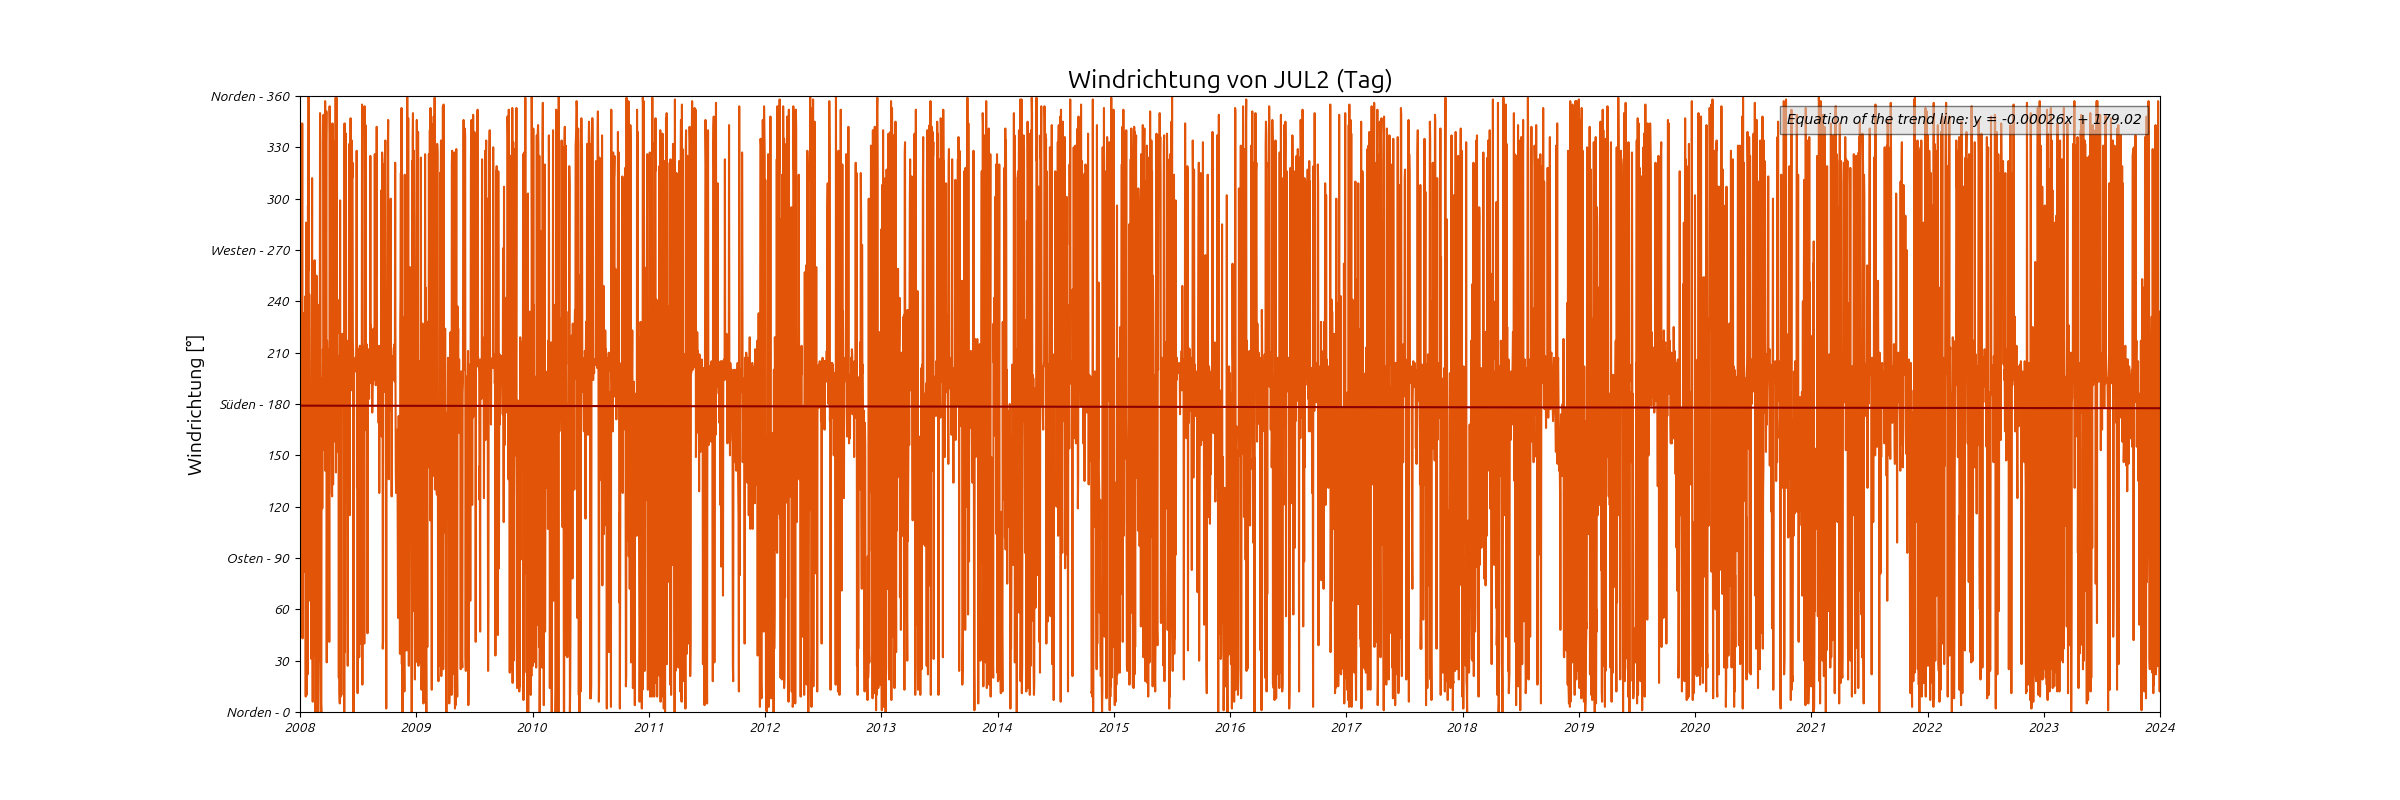 Windrichtung von JUL2 (Tag)
Equation of the trend line: y = -0.00026x + 179.02
Windrichtung [°]
Norden - 360
330
300
Westen - 270
240
210
Süden - 180
150
120
Osten - 90
60
30
Norden - 0
2008 2009 2010 2011 2012 2013 2014 2015 2016 2017 2018 2019 2020 2021 2022 2023 2024